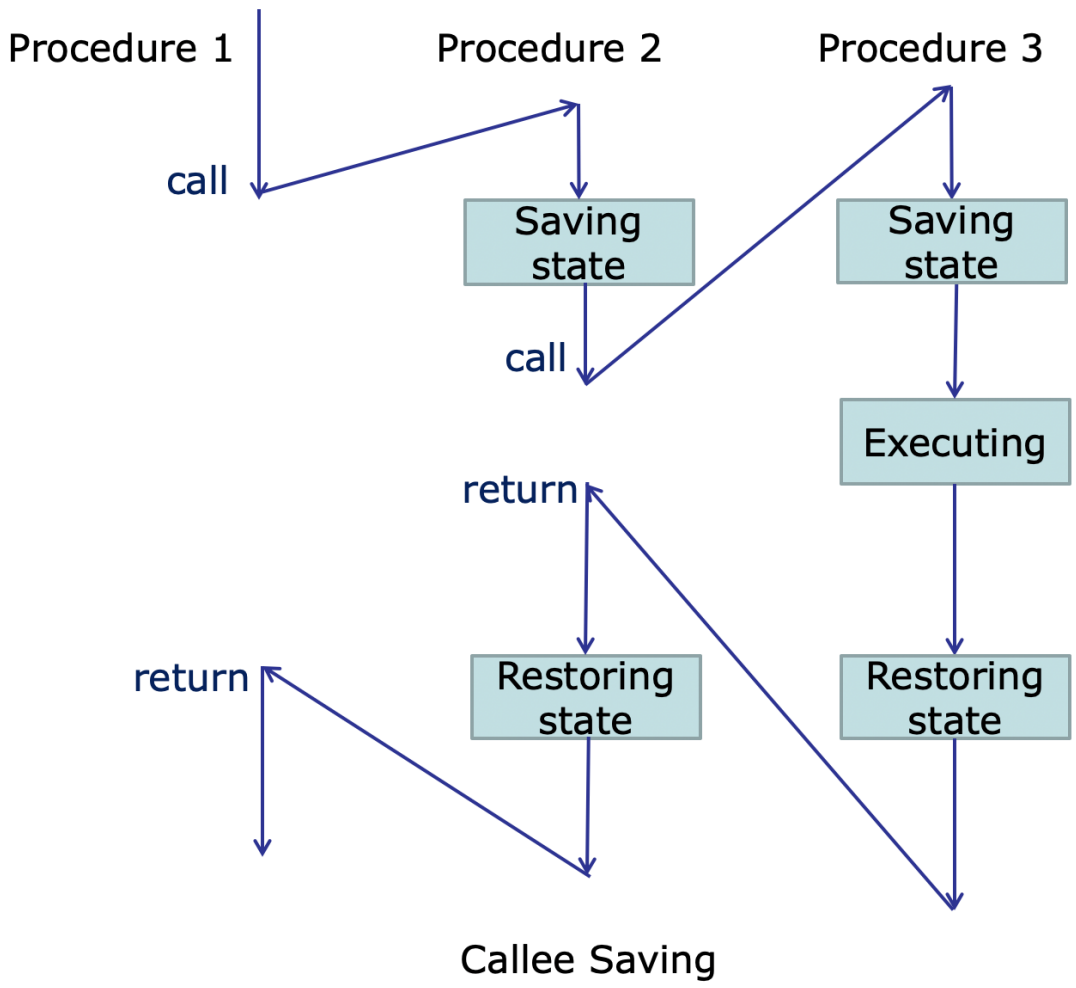 Procedure 1
Procedure 2
Procedure 3
call
Saving
state
Saving
state
call
Executing
return
return
Restoring
state
Restoring
state
Callee Saving